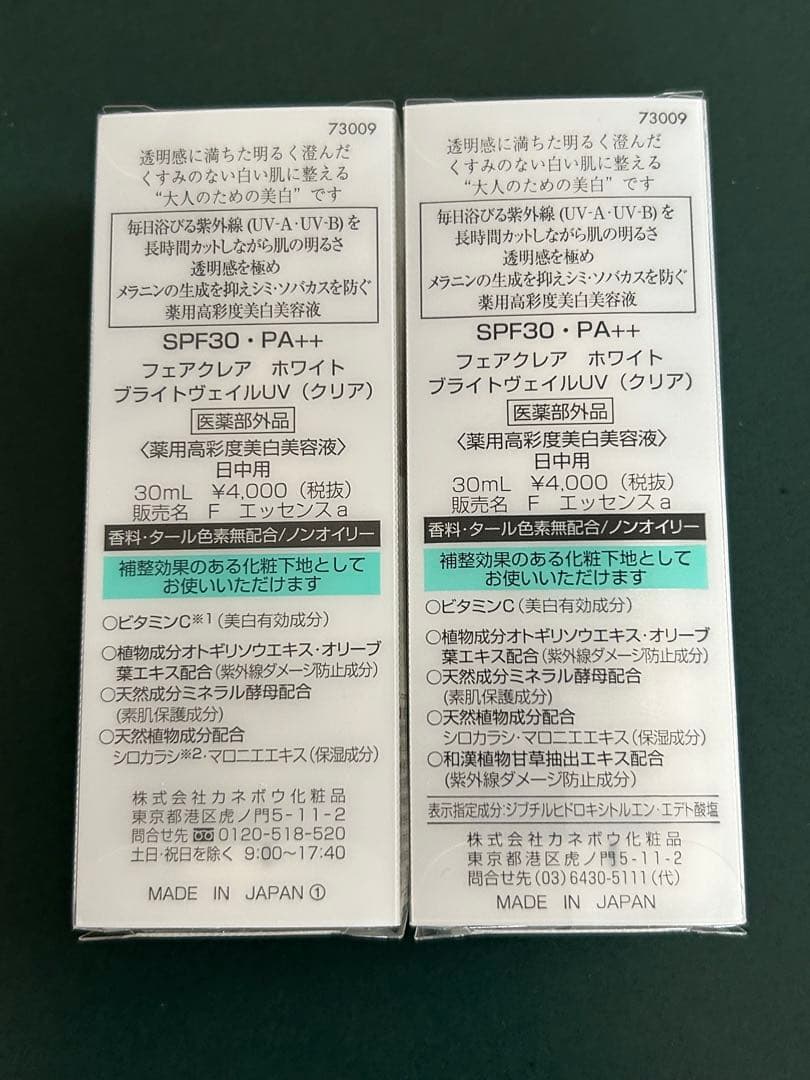 73009
透明感に満ちた明るく澄んだ
くすみのない白い肌に整える
“大人のための美白”です
毎日浴びる紫外線(UV-A・UV-B)を
長時間カットしながら肌の明るさ
透明感を極め
メラニンの生成を抑えシミ・ソバカスを防ぐ
薬用高彩度美白美容液
SPF30・PA++
フェアクレア ホワイト
ブライトヴェイルUV（クリア）
医薬部外品
〈薬用高彩度美白美容液〉
日中用
30mL ¥4,000（税抜）
販売名 F エッセンスa
香料・タール色素無配合/ノンオイリー
補整効果のある化粧下地として
お使いいただけます
○ビタミンC※1(美白有効成分)
○植物成分オトギリソウエキス・オリーブ
葉エキス配合(紫外線ダメージ防止成分)
○天然成分ミネラル酵母配合
(素肌保護成分)
○天然植物成分配合
シロカラシ※2・マロニエエキス(保湿成分)
株式会社カネボウ化粧品
東京都港区虎ノ門5-11-2
問合せ先 0120-518-520
土日・祝日を除く 9:00〜17:40
MADE IN JAPAN ①
73009
透明感に満ちた明るく澄んだ
くすみのない白い肌に整える
“大人のための美白”です
毎日浴びる紫外線(UV-A・UV-B)を
長時間カットしながら肌の明るさ
透明感を極め
メラニンの生成を抑えシミ・ソバカスを防ぐ
薬用高彩度美白美容液
SPF30・PA++
フェアクレア ホワイト
ブライトヴェイルUV（クリア）
医薬部外品
〈薬用高彩度美白美容液〉
日中用
30mL ¥4,000（税抜）
販売名 F エッセンスa
香料・タール色素無配合/ノンオイリー
補整効果のある化粧下地として
お使いいただけます
○ビタミンC(美白有効成分)
○植物成分オトギリソウエキス・オリーブ
葉エキス配合(紫外線ダメージ防止成分)
○天然成分ミネラル酵母配合
(素肌保護成分)
○天然植物成分配合
シロカラシ・マロニエエキス(保湿成分)
○和漢植物甘草抽出エキス配合
(紫外線ダメージ防止成分)
表示指定成分:ジブチルヒドロキシトルエン・エデト酸塩
株式会社カネボウ化粧品
東京都港区虎ノ門5-11-2
問合せ先(03)6430-5111(代)
MADE IN JAPAN